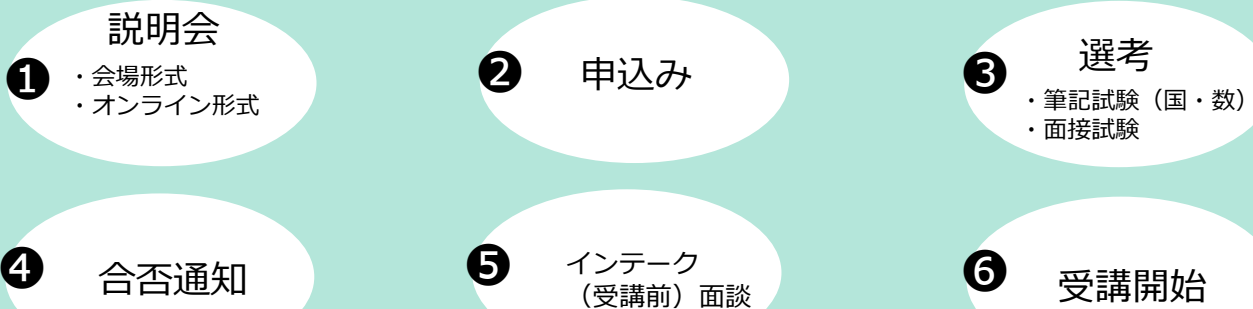 ❶
説明会
・会場形式
・オンライン形式
❷
申込み
❸
選考
・筆記試験（国・数）
・面接試験
❹
合否通知
❺
インテーク
（受講前）面談
❻
受講開始